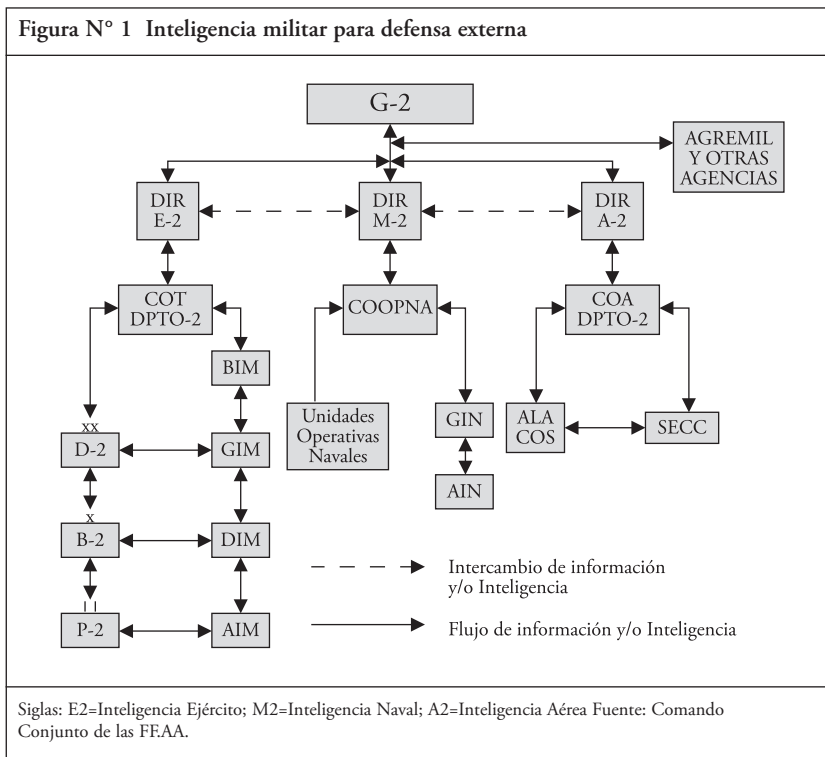 Figura N° 1 Inteligencia militar para defensa externa
G-2
AGREMIL
Y OTRAS
AGENCIAS
DIR
E-2
DIR
M-2
DIR
A-2
COT
DPTO-2
COOPNA
COA
DPTO-2
BIM
Unidades
Operativas
Navales
GIN
ALA
COS
SECC
xx
D-2
GIM
AIN
x
B-2
DIM
Intercambio de información
y/o Inteligencia
| |
P-2
AIM
Flujo de información y/o Inteligencia
Siglas: E2=Inteligencia Ejército; M2=Inteligencia Naval; A2=Inteligencia Aérea Fuente: Comando
Conjunto de las FF.AA.